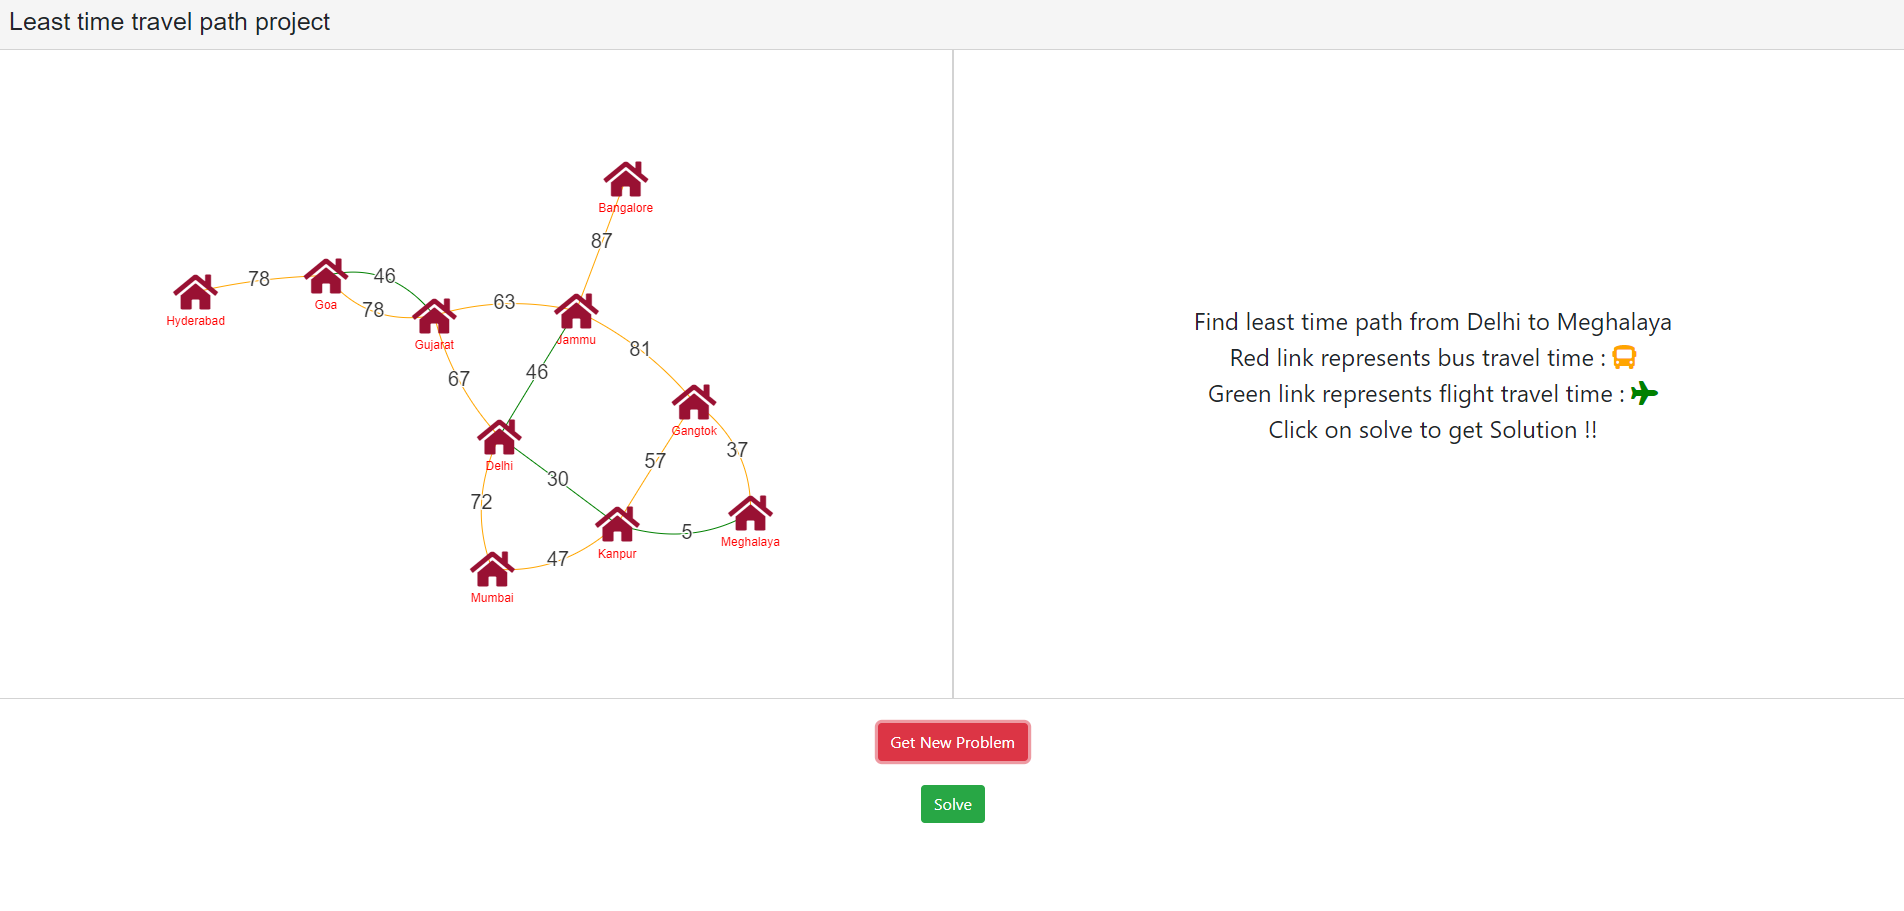 Least time travel path project
Bangalore
87
78
46
Goa
78
Hyderabad
63
Gujarat
Jammu
81
67
46
Gangtok
37
57
Delhi
30
72
5
Meghalaya
Kanpur
47
Mumbai
Find least time path from Delhi to Meghalaya
Red link represents bus travel time :
Green link represents flight travel time :
Click on solve to get Solution !!
Get New Problem
Solve